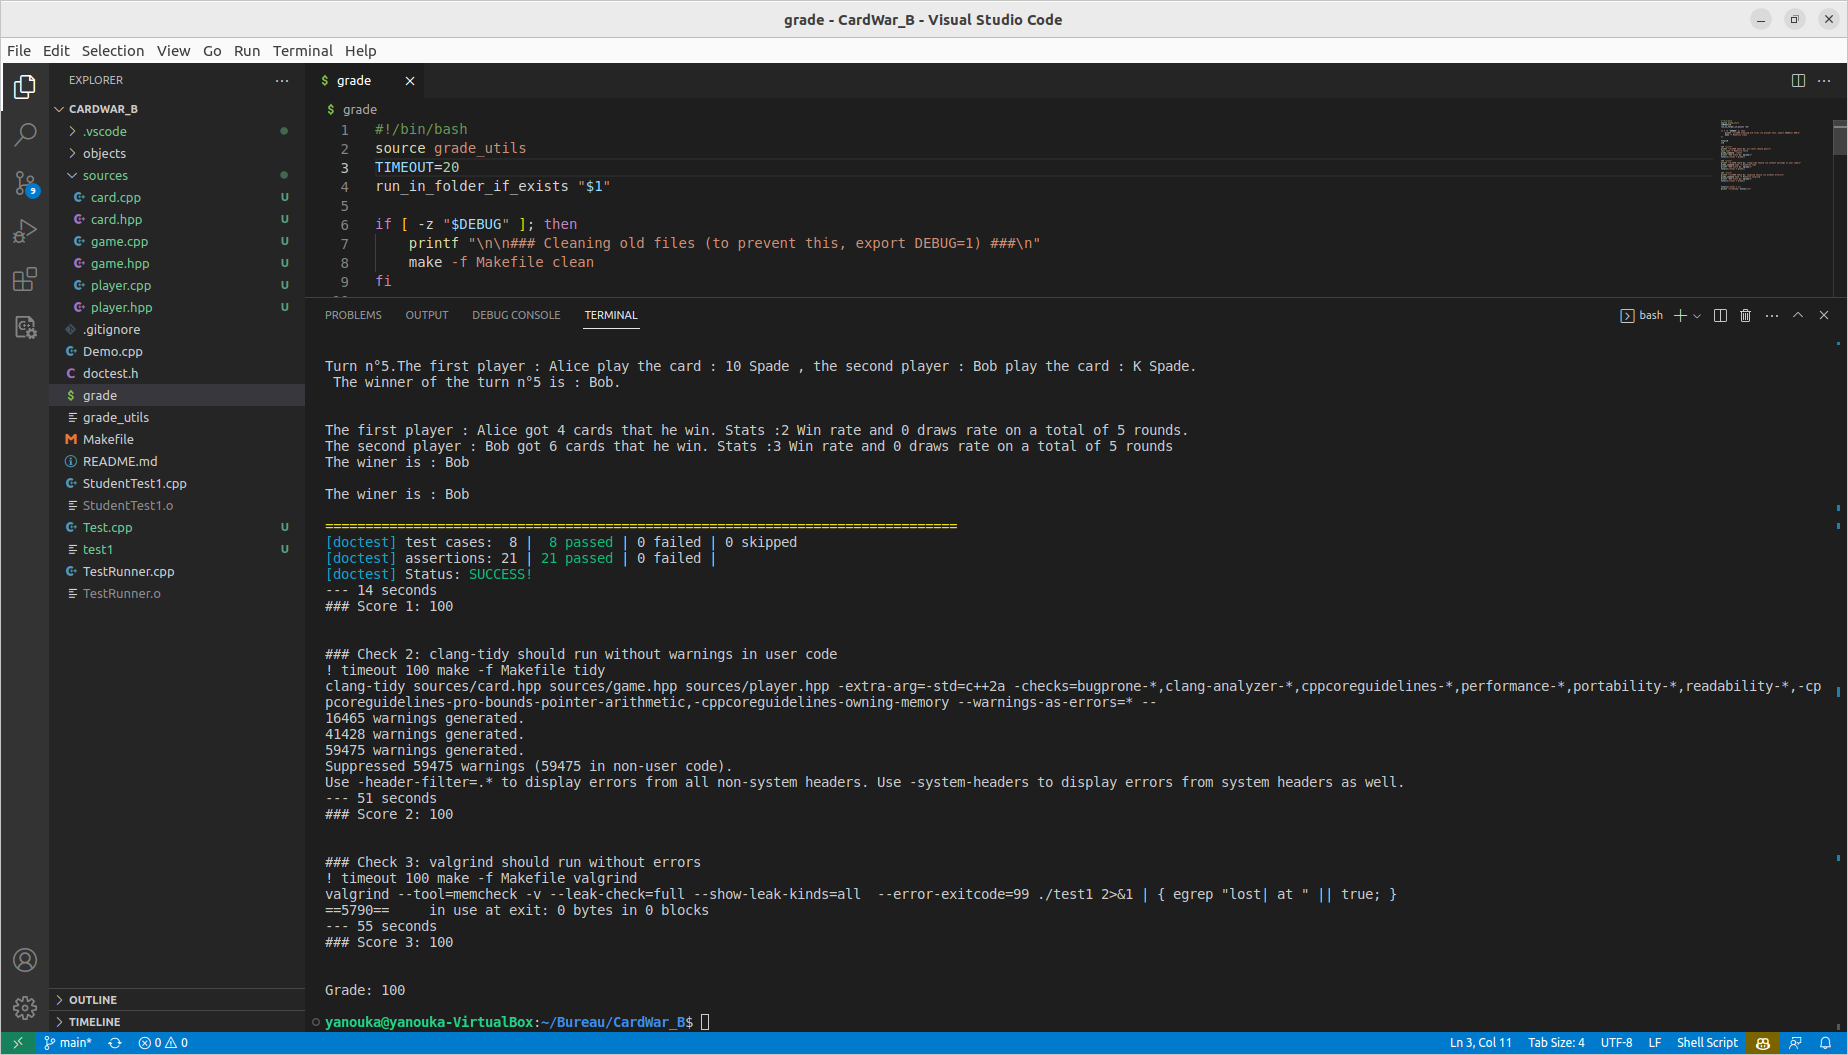 grade - CardWar_B - Visual Studio Code
File Edit Selection View Go Run Terminal Help
EXPLORER
CARDWAR_B
.vscode
objects
sources
card.cpp U
card.hpp U
game.cpp U
game.hpp U
player.cpp U
player.hpp U
.gitignore
Demo.cpp
doctest.h
grade
grade_utils
Makefile
README.md
StudentTest1.cpp
StudentTest1.o
Test.cpp U
test1 U
TestRunner.cpp
TestRunner.o
OUTLINE
TIMELINE
9
$ grade
$ grade
1 #!/bin/bash
2 source grade_utils
3 TIMEOUT=20
4 run_in_folder_if_exists "$1"
5
6 if [ -z "$DEBUG" ]; then
7 printf "\n\n### Cleaning old files (to prevent this, export DEBUG=1) ###\n"
8 make -f Makefile clean
9 fi
PROBLEMS OUTPUT DEBUG CONSOLE TERMINAL
bash
Turn n°5.The first player : Alice play the card : 10 Spade , the second player : Bob play the card : K Spade.
The winner of the turn n°5 is : Bob.
The first player : Alice got 4 cards that he win. Stats :2 Win rate and 0 draws rate on a total of 5 rounds.
The second player : Bob got 6 cards that he win. Stats :3 Win rate and 0 draws rate on a total of 5 rounds
The winer is : Bob
The winer is : Bob
===============================================================================
[doctest] test cases:  8 |  8 passed | 0 failed | 0 skipped
[doctest] assertions: 21 | 21 passed | 0 failed |
[doctest] Status: SUCCESS!
--- 14 seconds
### Score 1: 100
### Check 2: clang-tidy should run without warnings in user code
! timeout 100 make -f Makefile tidy
clang-tidy sources/card.hpp sources/game.hpp sources/player.hpp -extra-arg=-std=c++2a -checks=bugprone-*,clang-analyzer-*,cppcoreguidelines-*,performance-*,portability-*,readability-*,-cp
pcoreguidelines-pro-bounds-pointer-arithmetic,-cppcoreguidelines-owning-memory --warnings-as-errors=* --
16465 warnings generated.
41428 warnings generated.
59475 warnings generated.
Suppressed 59475 warnings (59475 in non-user code).
Use -header-filter=.* to display errors from all non-system headers. Use -system-headers to display errors from system headers as well.
--- 51 seconds
### Score 2: 100
### Check 3: valgrind should run without errors
! timeout 100 make -f Makefile valgrind
valgrind --tool=memcheck -v --leak-check=full --show-leak-kinds=all  --error-exitcode=99 ./test1 2>&1 | { egrep "lost| at " || true; }
==5790==     in use at exit: 0 bytes in 0 blocks
--- 55 seconds
### Score 3: 100
Grade: 100
yanouka@yanouka-VirtualBox:~/Bureau/CardWar_B$
main* 0 0 Ln 3, Col 11 Tab Size: 4 UTF-8 LF Shell Script